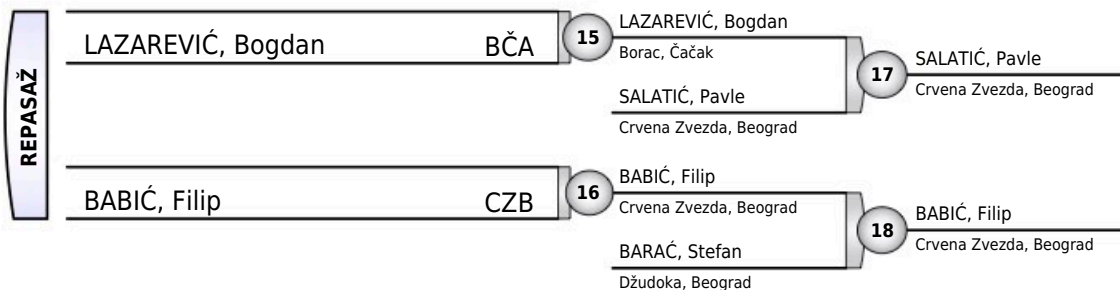 REPASAŽ
LAZAREVIĆ, Bogdan BČA
15
LAZAREVIĆ, Bogdan
Borac, Čačak
SALATIĆ, Pavle
Crvena Zvezda, Beograd
17
SALATIĆ, Pavle
Crvena Zvezda, Beograd
BABIĆ, Filip CZB
16
BABIĆ, Filip
Crvena Zvezda, Beograd
BARAĆ, Stefan
Džudoka, Beograd
18
BABIĆ, Filip
Crvena Zvezda, Beograd